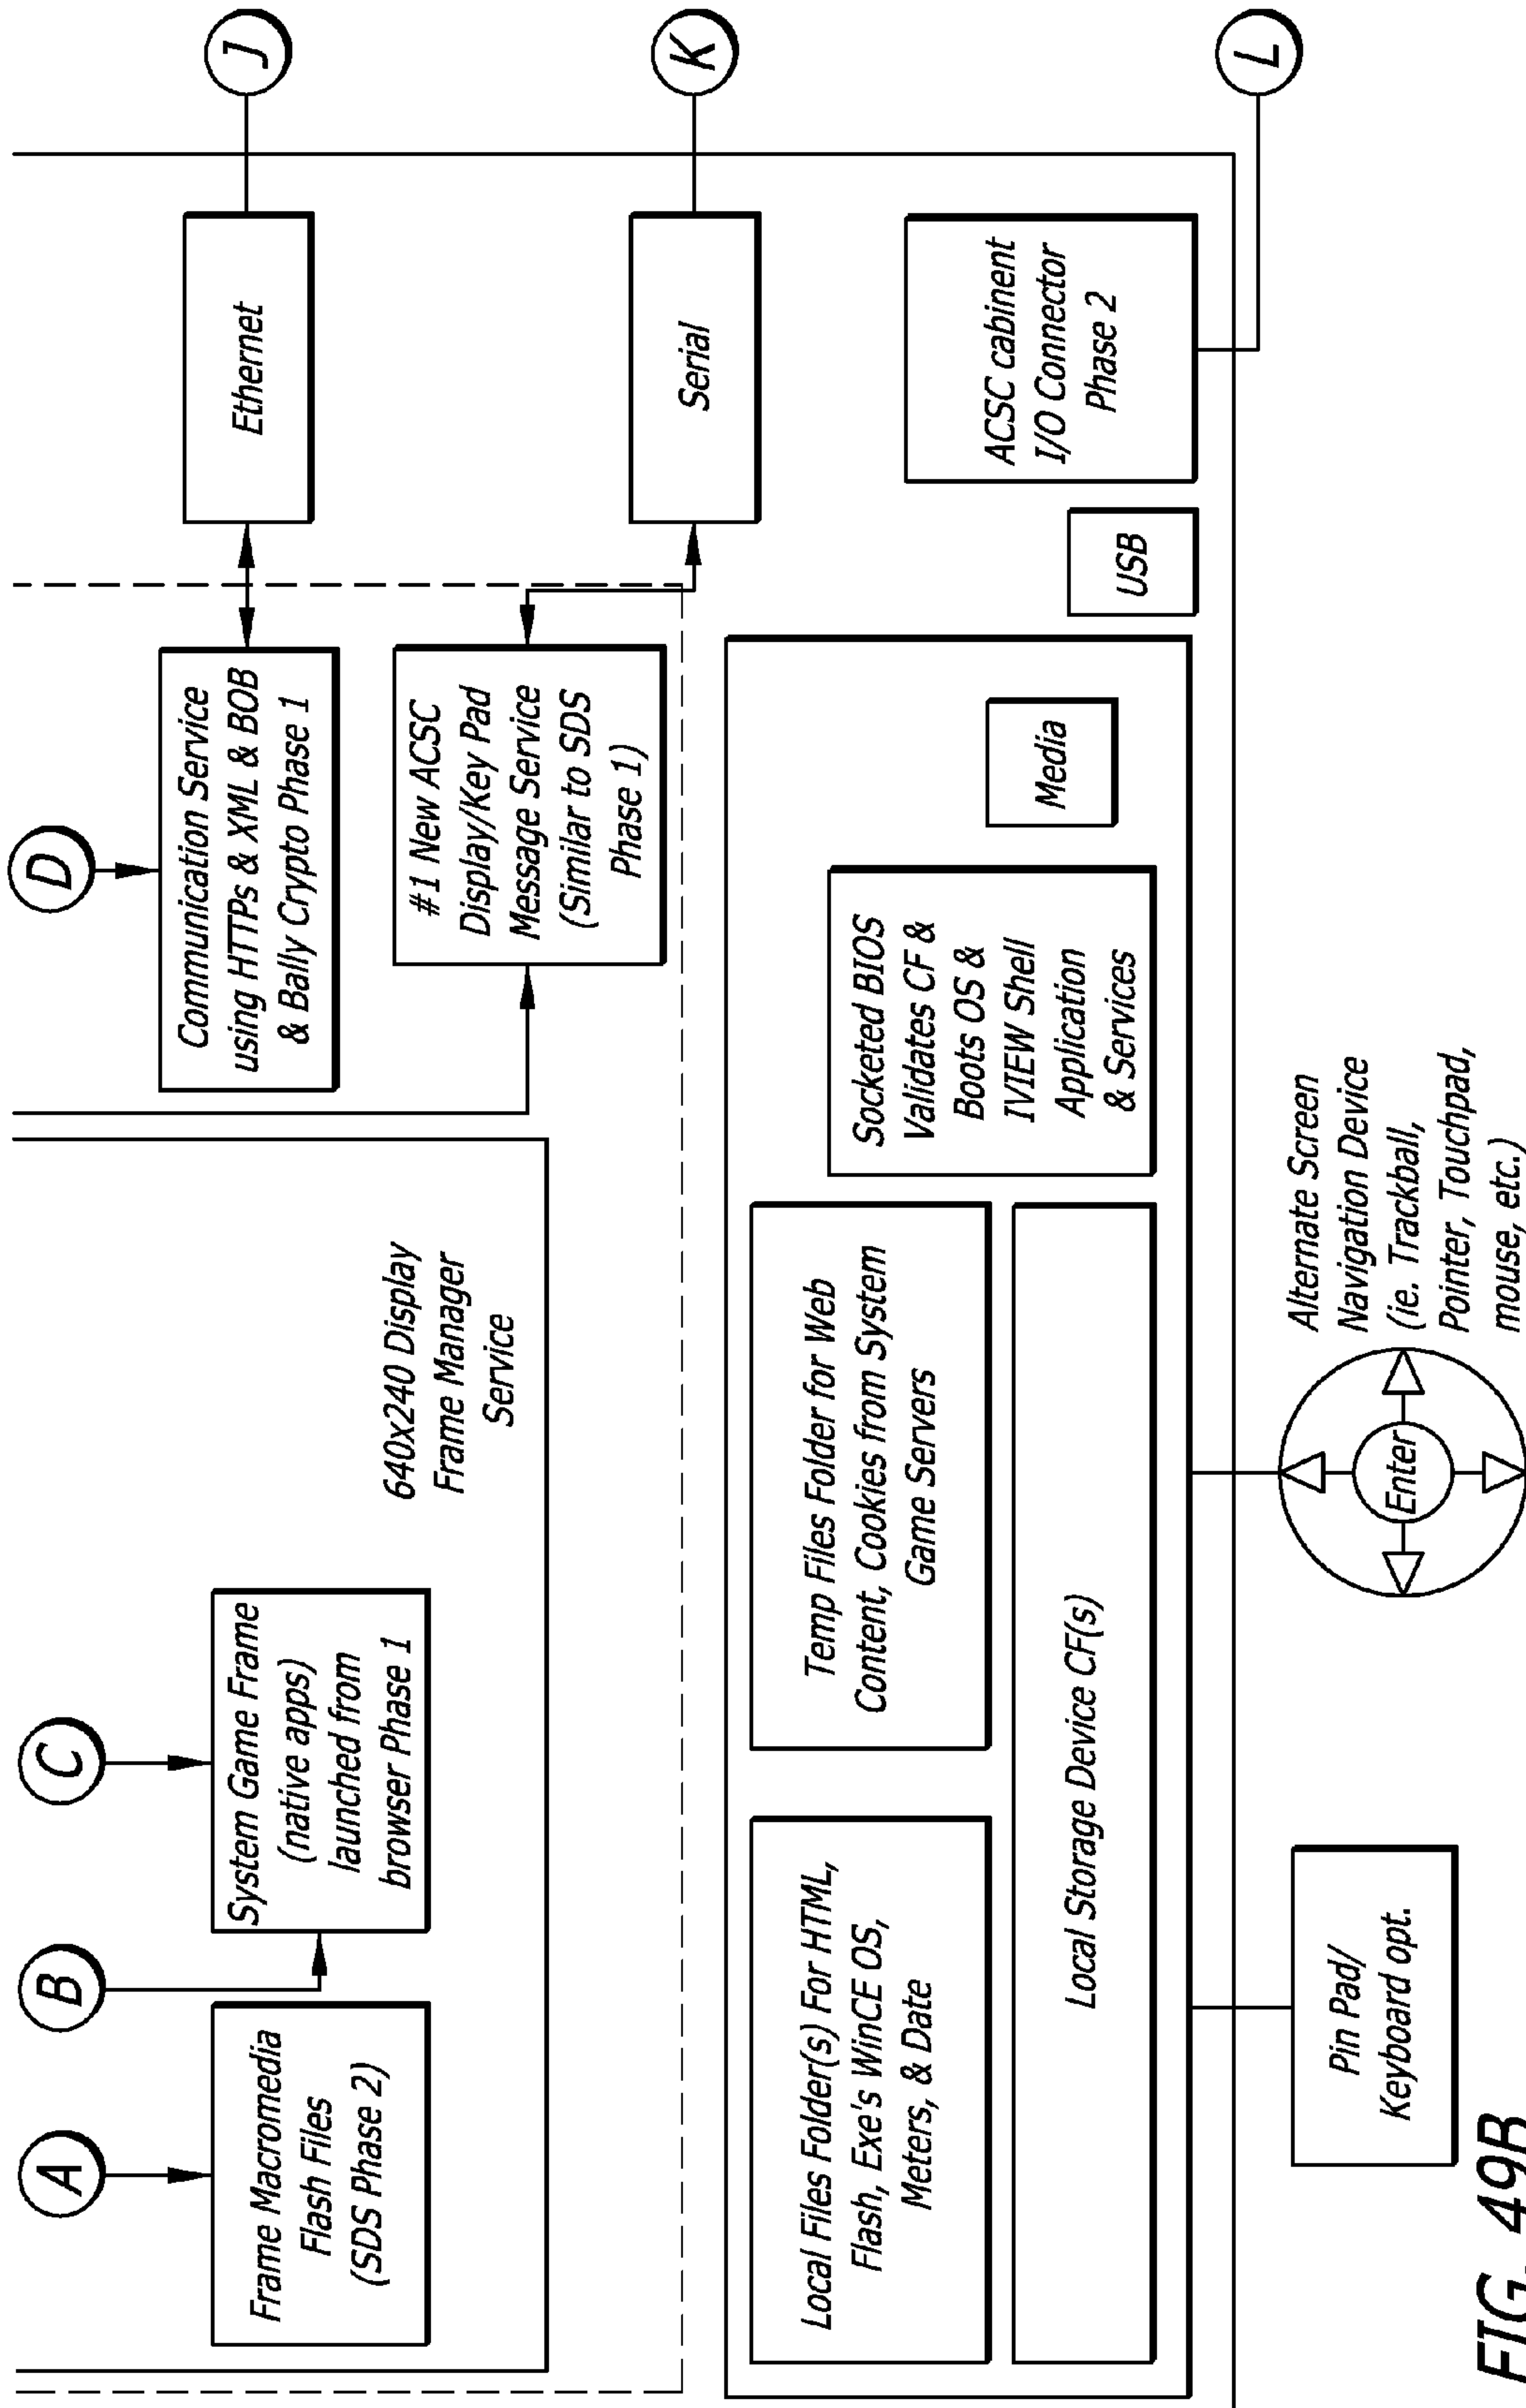 A
B
C
D
Frame Macromedia
Flash Files
(SDS Phase 2)
System Game Frame
(native apps)
launched from
browser Phase 1
640x240 Display
Frame Manager
Service
Communication Service
using HTTPs & XML & BOB
& Bally Crypto Phase 1
Ethernet
J
#1 New ACSC
Display/Key Pad
Message Service
(Similar to SDS
Phase 1)
Serial
K
Local Files Folder(s) For HTML,
Flash, Exe's WinCE OS,
Meters, & Date
Temp Files Folder for Web
Content, Cookies from System
Game Servers
Socketed BIOS
Validates CF &
Boots OS &
IVIEW Shell
Application
& Services
Media
Local Storage Device CF(s)
USB
ACSC cabinent
I/O Connector
Phase 2
L
Pin Pad/
Keyboard opt.
Enter
Alternate Screen
Navigation Device
(ie. Trackball,
Pointer, Touchpad,
mouse, etc.)
FIG. 49B